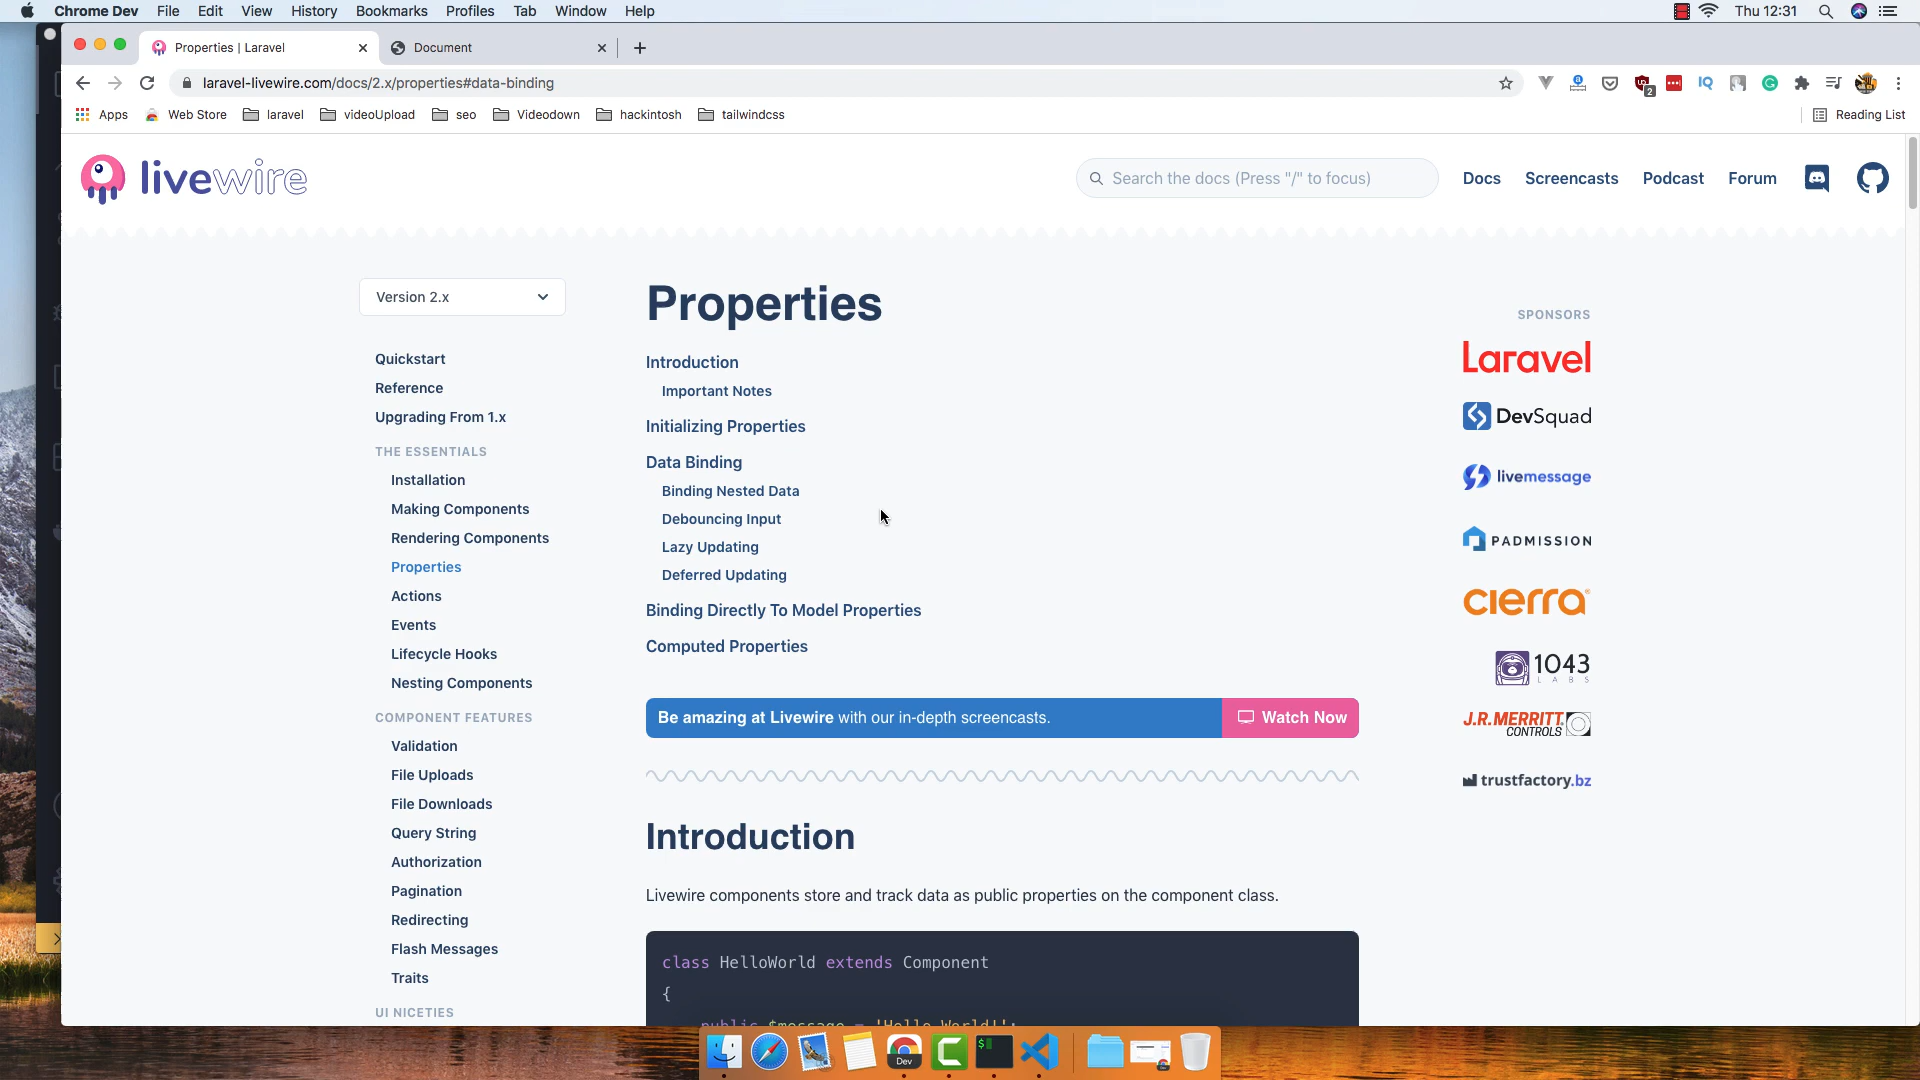 Chrome Dev File Edit View History Bookmarks Profiles Tab Window Help Thu 12:31
Properties | Laravel Document
laravel-livewire.com/docs/2.x/properties#data-binding 2
Apps Web Store laravel videoUpload seo Videodown hackintosh tailwindcss Reading List
livewire
Search the docs (Press "/" to focus) Docs Screencasts Podcast Forum
Version 2.x
Quickstart
Reference
Upgrading From 1.x
THE ESSENTIALS
Installation
Making Components
Rendering Components
Properties
Actions
Events
Lifecycle Hooks
Nesting Components
COMPONENT FEATURES
Validation
File Uploads
File Downloads
Query String
Authorization
Pagination
Redirecting
Flash Messages
Traits
UI NICETIES
Properties
Introduction
Important Notes
Initializing Properties
Data Binding
Binding Nested Data
Debouncing Input
Lazy Updating
Deferred Updating
Binding Directly To Model Properties
Computed Properties
Be amazing at Livewire with our in-depth screencasts. Watch Now
Introduction
Livewire components store and track data as public properties on the component class.
class HelloWorld extends Component
{
public $message = 'Hello World!';
SPONSORS
Laravel
DevSquad
livemessage
PADMISSION
cierra
1043
LABS
J.R.MERRITT
CONTROLS
trustfactory.bz
Dev